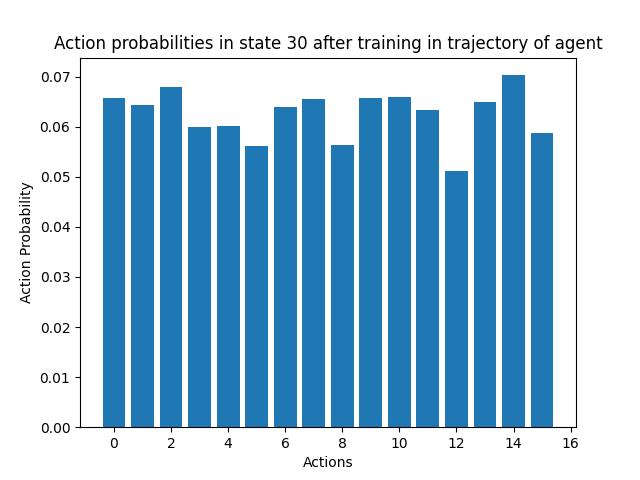 Action probabilities in state 30 after training in trajectory of agent
0.07
0.06
0.05
0.04
0.03
0.02
0.01
0.00
Action Probability
0 2 4 6 8 10 12 14 16
Actions